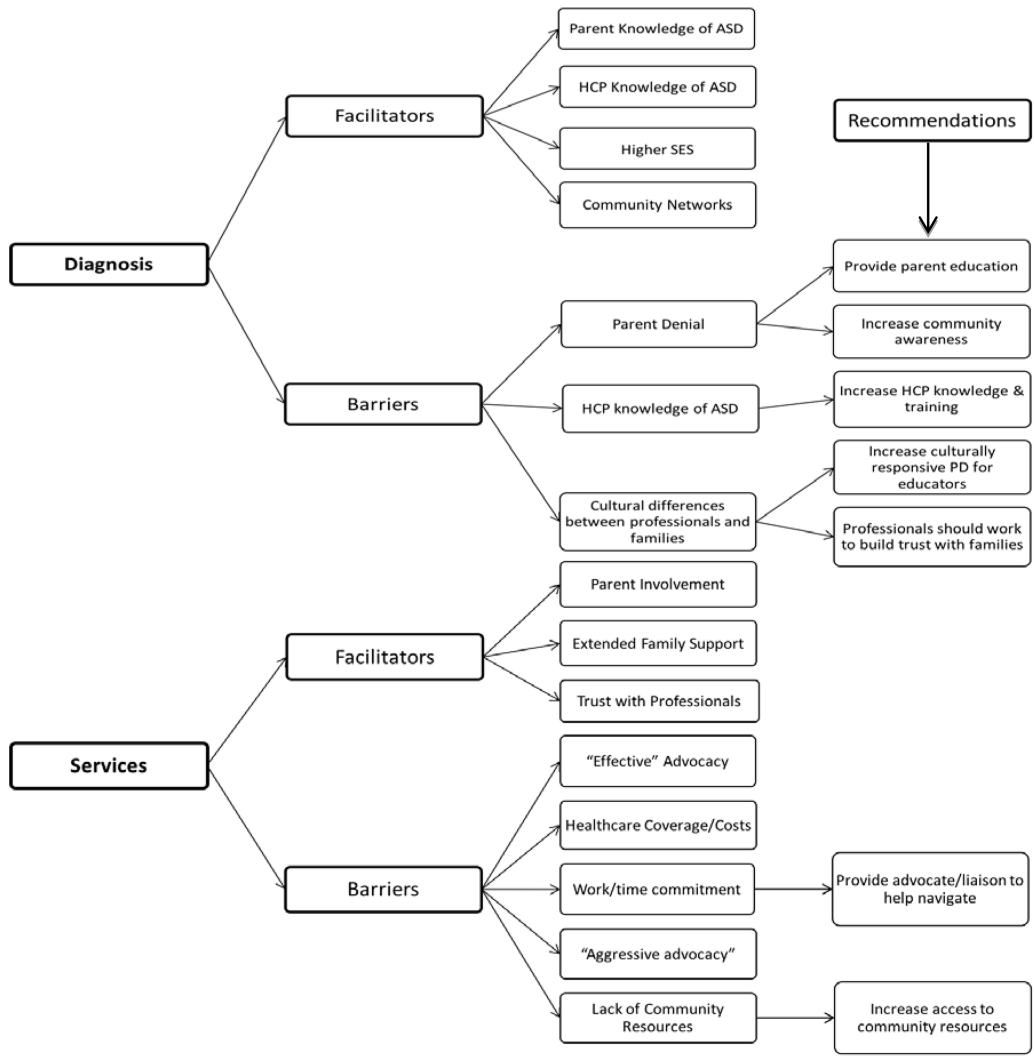 Parent Knowledge of ASD
HCP Knowledge of ASD
Facilitators
Recommendations
Higher SES
Community Networks
Diagnosis
Provide parent education
Parent Denial
Increase community
awareness
Barriers
HCP knowledge of ASD
Increase HCP knowledge &
training
Increase culturally
responsive PD for
educators
Cultural differences
between professionals and
families
Professionals should work
to build trust with families
Parent Involvement
Facilitators
Extended Family Support
Trust with Professionals
Services
“Effective” Advocacy
Healthcare Coverage/Costs
Barriers
Work/time commitment
Provide advocate/liaison to
help navigate
“Aggressive advocacy”
Lack of Community
Resources
Increase access to
community resources